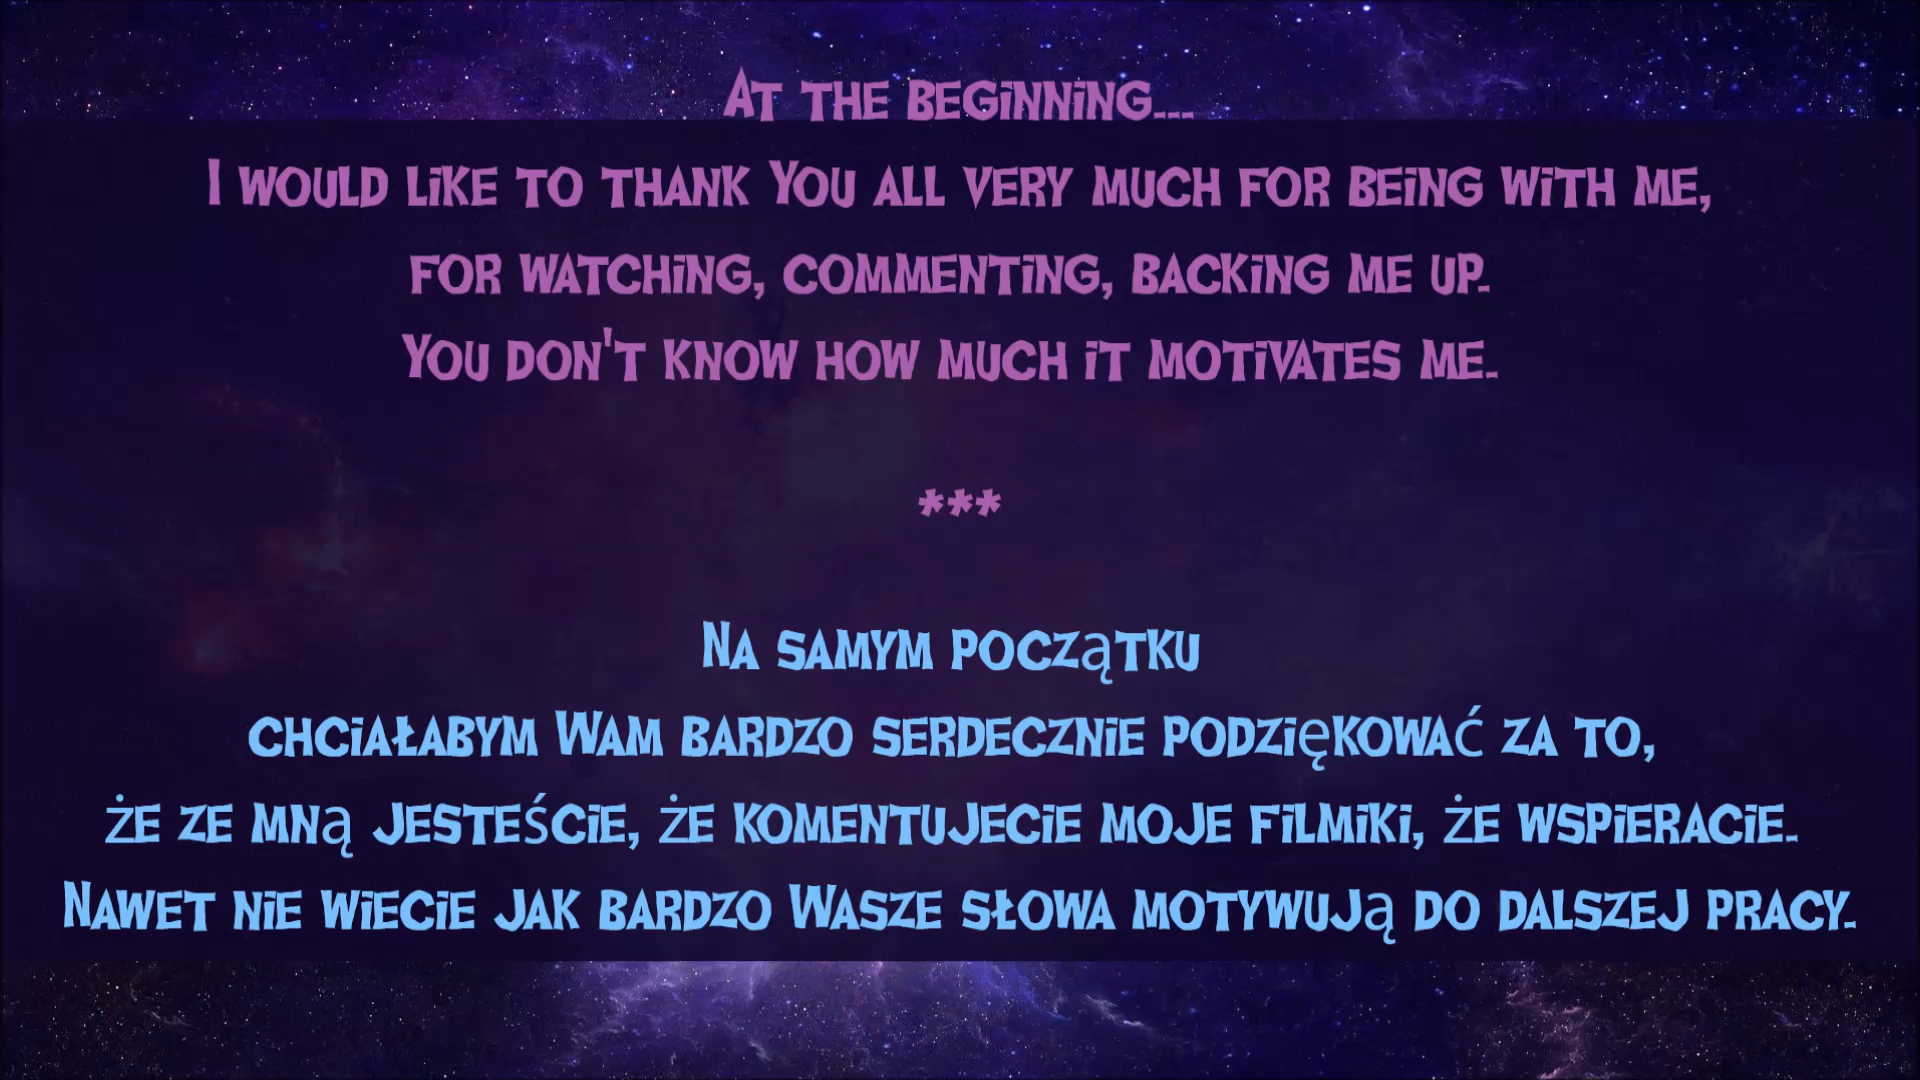 At the beginning...
I would like to thank You all very much for being with me,
for watching, commenting, backing me up.
You don't know how much it motivates me.
***
Na samym początku
chciałabym Wam bardzo serdecznie podziękować za to,
że ze mną jesteście, że komentujecie moje filmiki, że wspieracie.
Nawet nie wiecie jak bardzo Wasze słowa motywują do dalszej pracy.